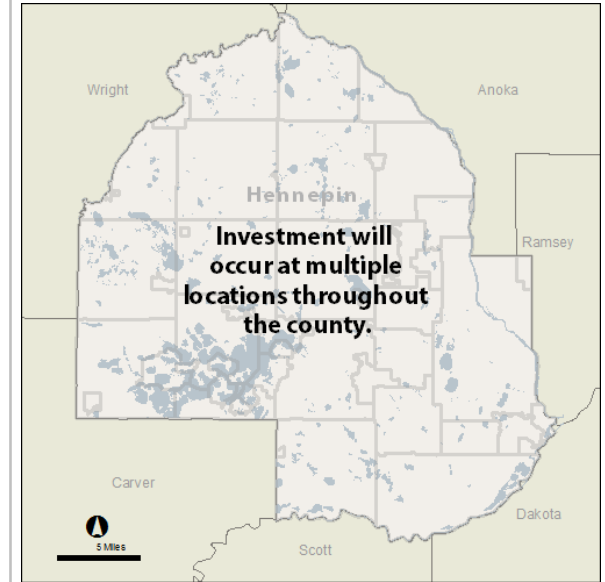 Wright
Anoka
Hennepin
Investment will
occur at multiple
locations throughout
the county.
Ramsey
Carver
Dakota
Scott
5 Miles